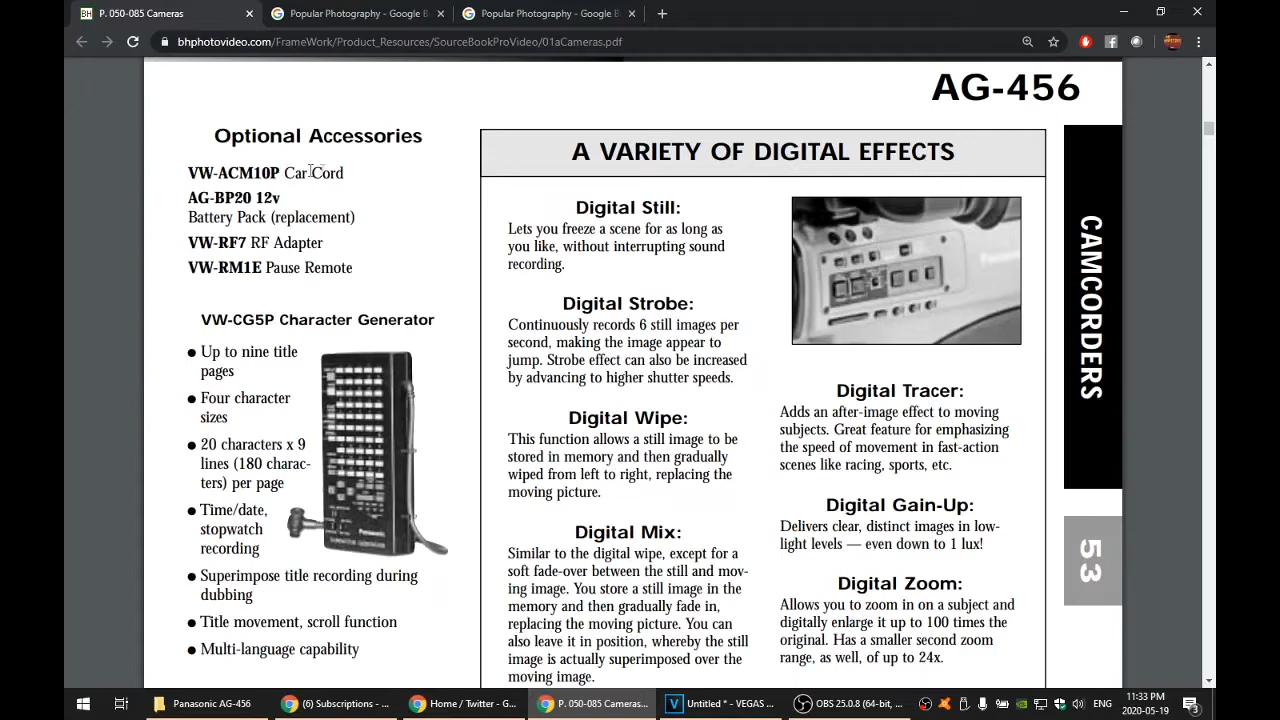 P. 050-085 Cameras
Popular Photography - Google B
Popular Photography - Google B
bhphotovideo.com/FrameWork/Product_Resources/SourceBookProVideo/01aCameras.pdf
AG-456
Optional Accessories
VW-ACM10P Car Cord
AG-BP20 12v
Battery Pack (replacement)
VW-RF7 RF Adapter
VW-RM1E Pause Remote
VW-CG5P Character Generator
● Up to nine title
pages
● Four character
sizes
● 20 characters x 9
lines (180 charac-
ters) per page
● Time/date,
stopwatch
recording
● Superimpose title recording during
dubbing
● Title movement, scroll function
● Multi-language capability
Panasonic
A VARIETY OF DIGITAL EFFECTS
Digital Still:
Lets you freeze a scene for as long as
you like, without interrupting sound
recording.
Digital Strobe:
Continuously records 6 still images per
second, making the image appear to
jump. Strobe effect can also be increased
by advancing to higher shutter speeds.
Digital Wipe:
This function allows a still image to be
stored in memory and then gradually
wiped from left to right, replacing the
moving picture.
Digital Mix:
Similar to the digital wipe, except for a
soft fade-over between the still and mov-
ing image. You store a still image in the
memory and then gradually fade in,
replacing the moving picture. You can
also leave it in position, whereby the still
image is actually superimposed over the
moving image.
Digital Tracer:
Adds an after-image effect to moving
subjects. Great feature for emphasizing
the speed of movement in fast-action
scenes like racing, sports, etc.
Digital Gain-Up:
Delivers clear, distinct images in low-
light levels — even down to 1 lux!
Digital Zoom:
Allows you to zoom in on a subject and
digitally enlarge it up to 100 times the
original. Has a smaller second zoom
range, as well, of up to 24x.
CAMCORDERS
53
Panasonic AG-456
(6) Subscriptions - ...
Home / Twitter - G...
P. 050-085 Cameras...
Untitled * - VEGAS ...
OBS 25.0.8 (64-bit, ...
ENG
11:33 PM
2020-05-19
3